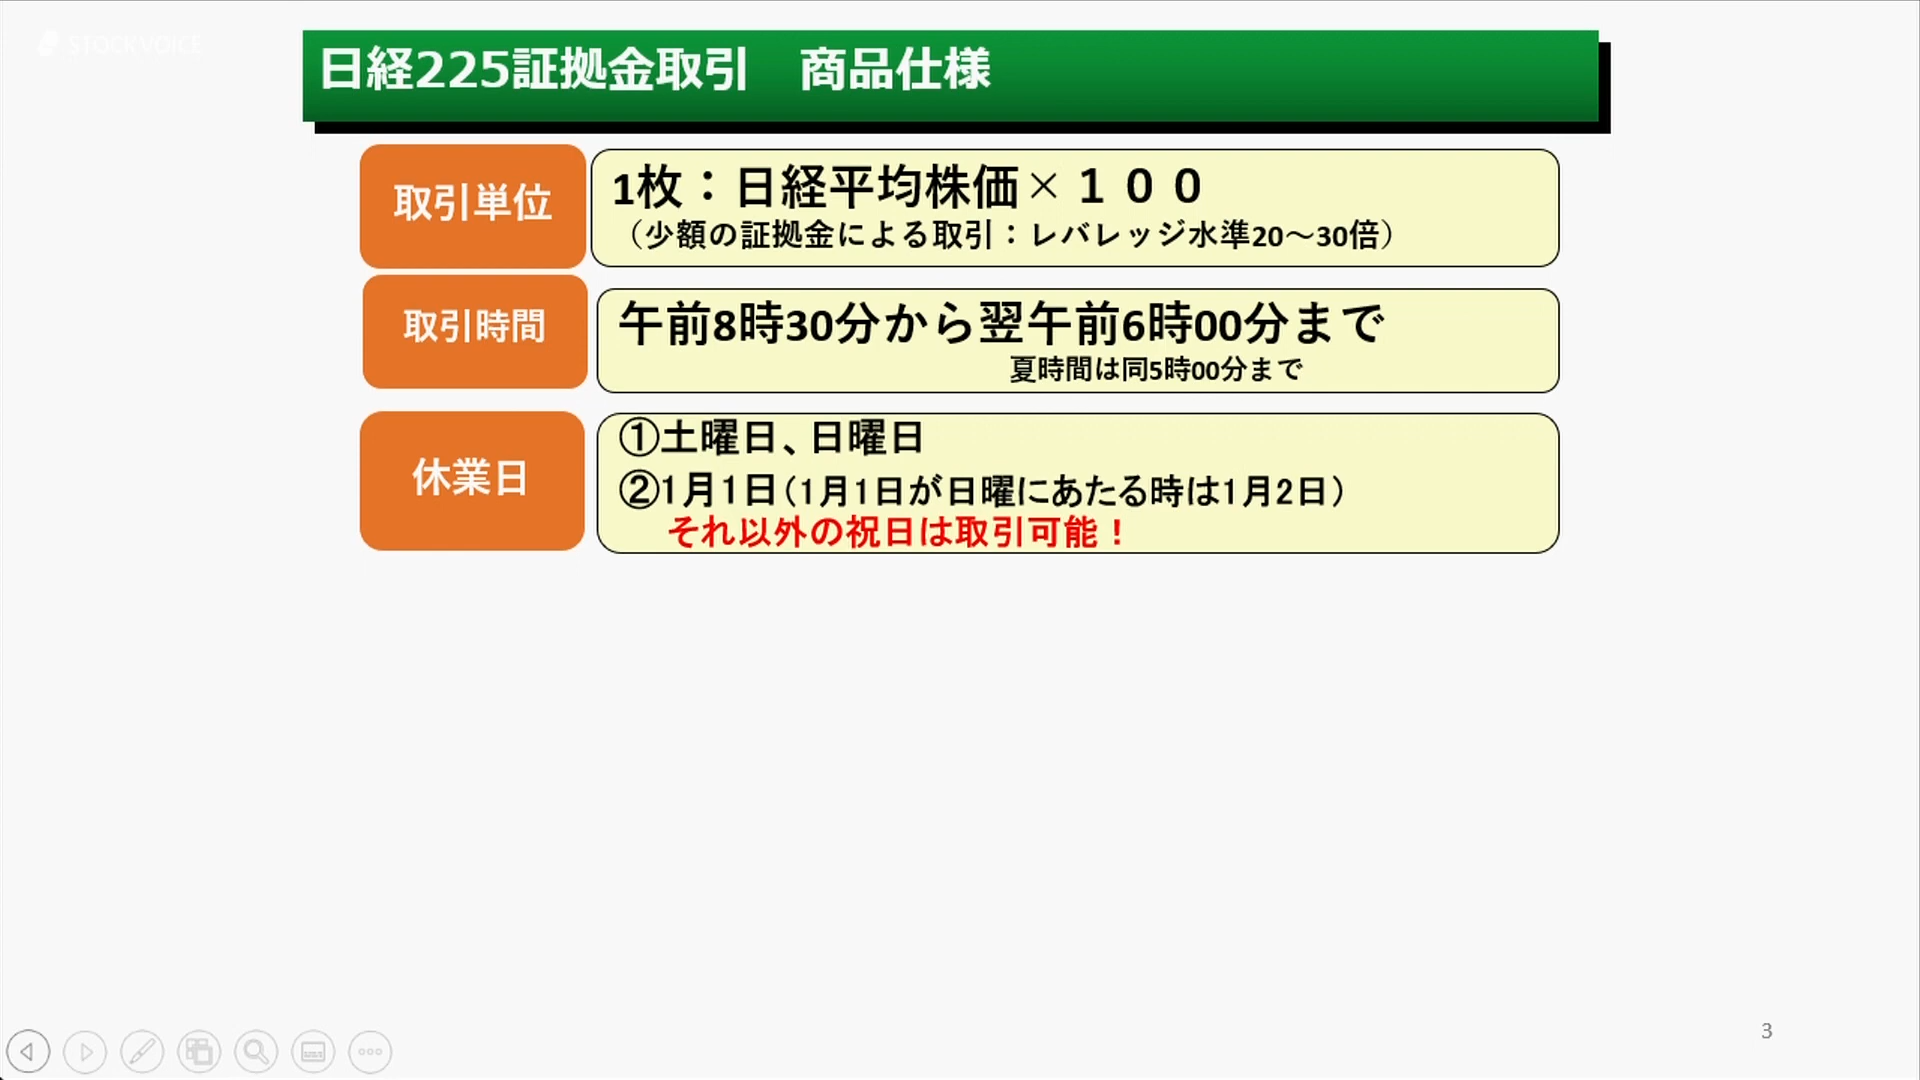 STOCKVOICE
日経225証拠金取引　商品仕様
取引単位
1枚：日経平均株価×１００
（少額の証拠金による取引：レバレッジ水準20～30倍）
取引時間
午前8時30分から翌午前6時00分まで
夏時間は同5時00分まで
休業日
①土曜日、日曜日
②1月1日（1月1日が日曜にあたる時は1月2日）
それ以外の祝日は取引可能！
3